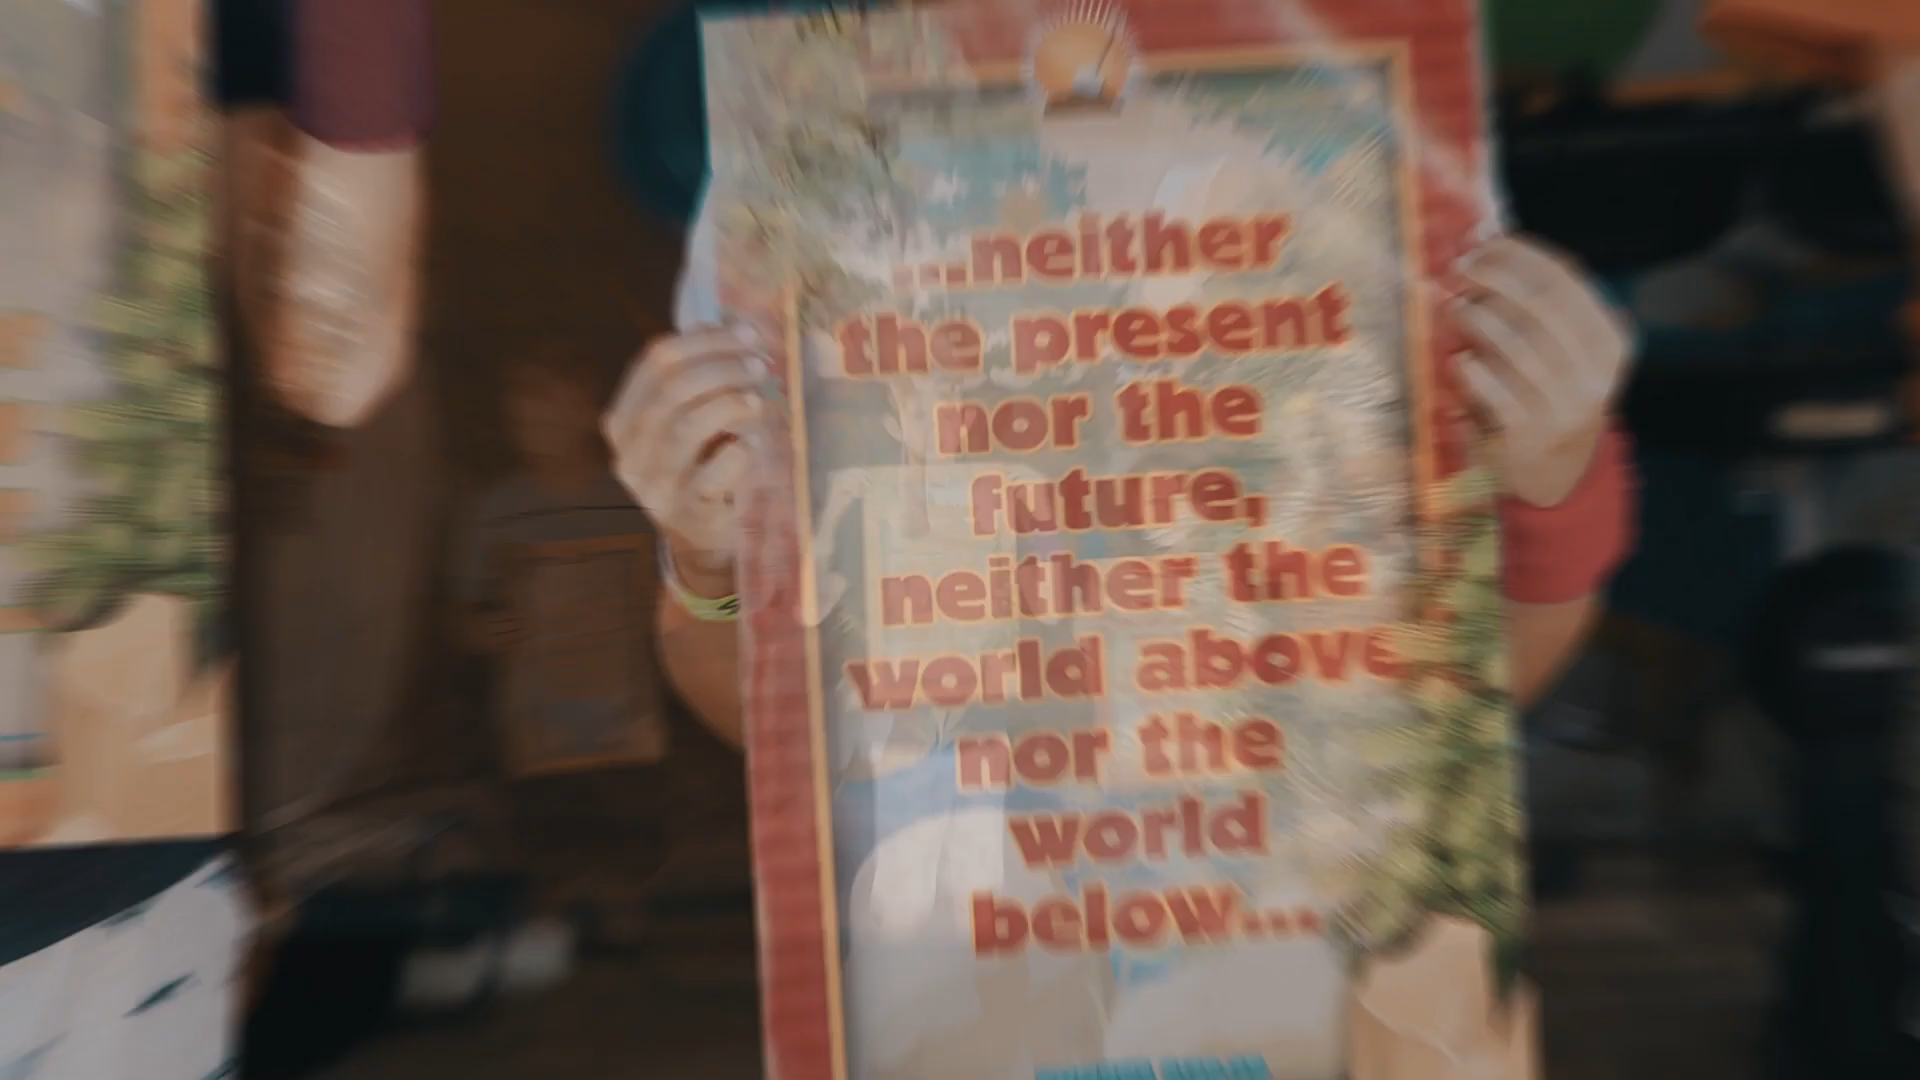 ...neither
the present
nor the
future,
neither the
world above
nor the
world
below...